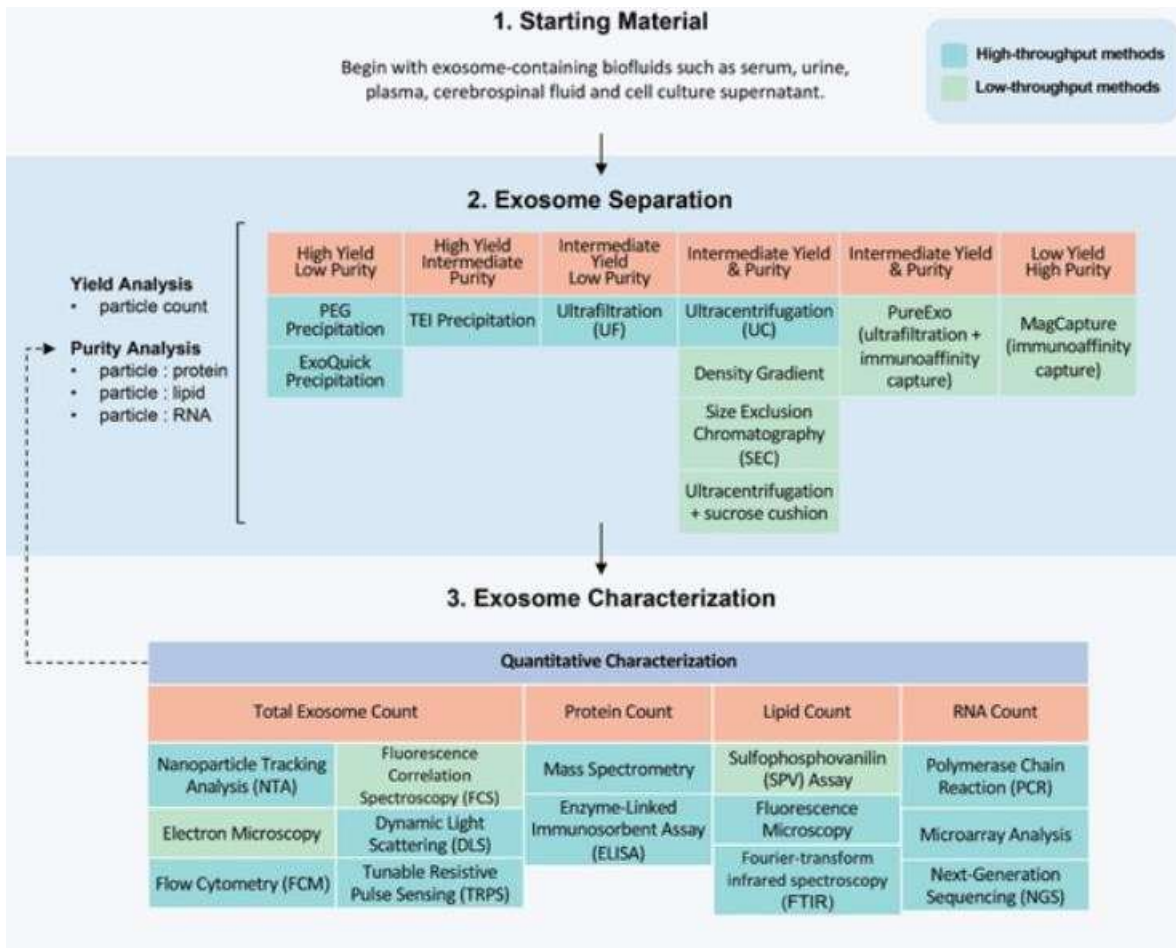 1. Starting Material
Begin with exosome-containing biofluids such as serum, urine,
plasma, cerebrospinal fluid and cell culture supernatant.
High-throughput methods
Low-throughput methods
2. Exosome Separation
Yield Analysis
• particle count
Purity Analysis
• particle : protein
• particle : lipid
• particle : RNA
High Yield
Low Purity
PEG
Precipitation
ExoQuick
Precipitation
High Yield
Intermediate
Purity
TEI Precipitation
Intermediate
Yield
Low Purity
Ultrafiltration
(UF)
Intermediate Yield
& Purity
Ultracentrifugation
(UC)
Density Gradient
Size Exclusion
Chromatography
(SEC)
Ultracentrifugation
+ sucrose cushion
Intermediate Yield
& Purity
PureExo
(ultrafiltration +
immunoaffinity
capture)
Low Yield
High Purity
MagCapture
(immunoaffinity
capture)
3. Exosome Characterization
Quantitative Characterization
Total Exosome Count
Nanoparticle Tracking
Analysis (NTA)
Electron Microscopy
Flow Cytometry (FCM)
Fluorescence
Correlation
Spectroscopy (FCS)
Dynamic Light
Scattering (DLS)
Tunable Resistive
Pulse Sensing (TRPS)
Protein Count
Mass Spectrometry
Enzyme-Linked
Immunosorbent Assay
(ELISA)
Lipid Count
Sulfophosphovanilin
(SPV) Assay
Fluorescence
Microscopy
Fourier-transform
infrared spectroscopy
(FTIR)
RNA Count
Polymerase Chain
Reaction (PCR)
Microarray Analysis
Next-Generation
Sequencing (NGS)